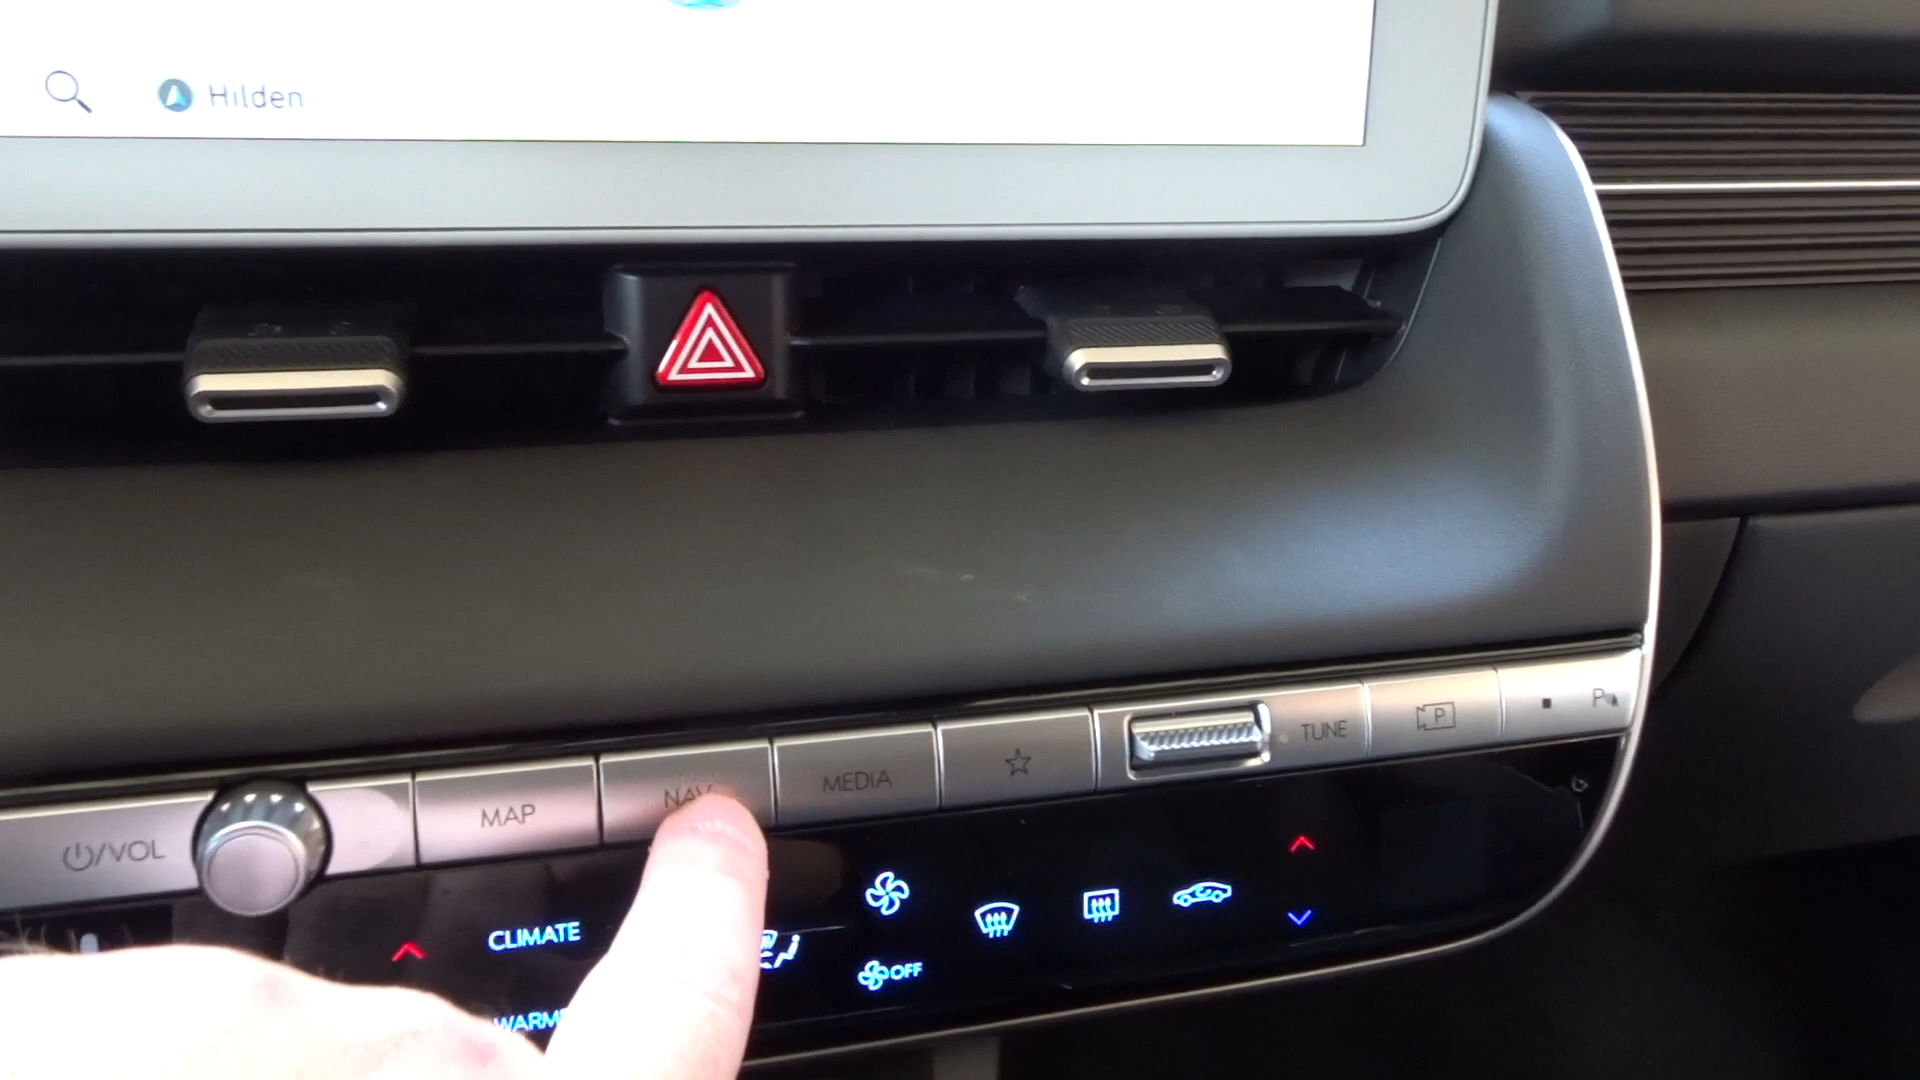 Hilden
/VOL
MAP
NAV
MEDIA
TUNE
P
P
CLIMATE
OFF
WARM